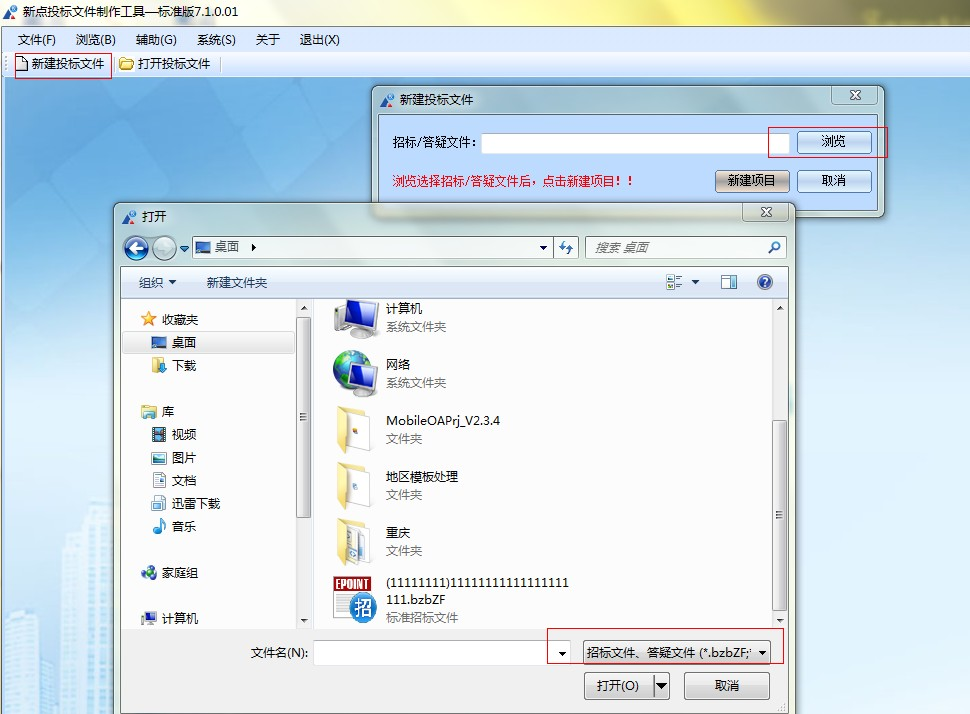 新点投标文件制作工具—标准版7.1.0.01
文件(F) 浏览(B) 辅助(G) 系统(S) 关于 退出(X)
新建投标文件 打开投标文件
新建投标文件
招标/答疑文件：
浏览
浏览选择招标/答疑文件后，点击新建项目！！
新建项目 取消
打开
桌面
搜索 桌面
组织 新建文件夹
收藏夹
桌面
下载
库
视频
图片
文档
迅雷下载
音乐
家庭组
计算机
计算机
系统文件夹
网络
系统文件夹
MobileOAPrj_V2.3.4
文件夹
地区模板处理
文件夹
重庆
文件夹
EPOINT
招
(11111111)11111111111111111
111.bzbZF
标准招标文件
文件名(N):
招标文件、答疑文件 (*.bzbZF;
打开(O) 取消